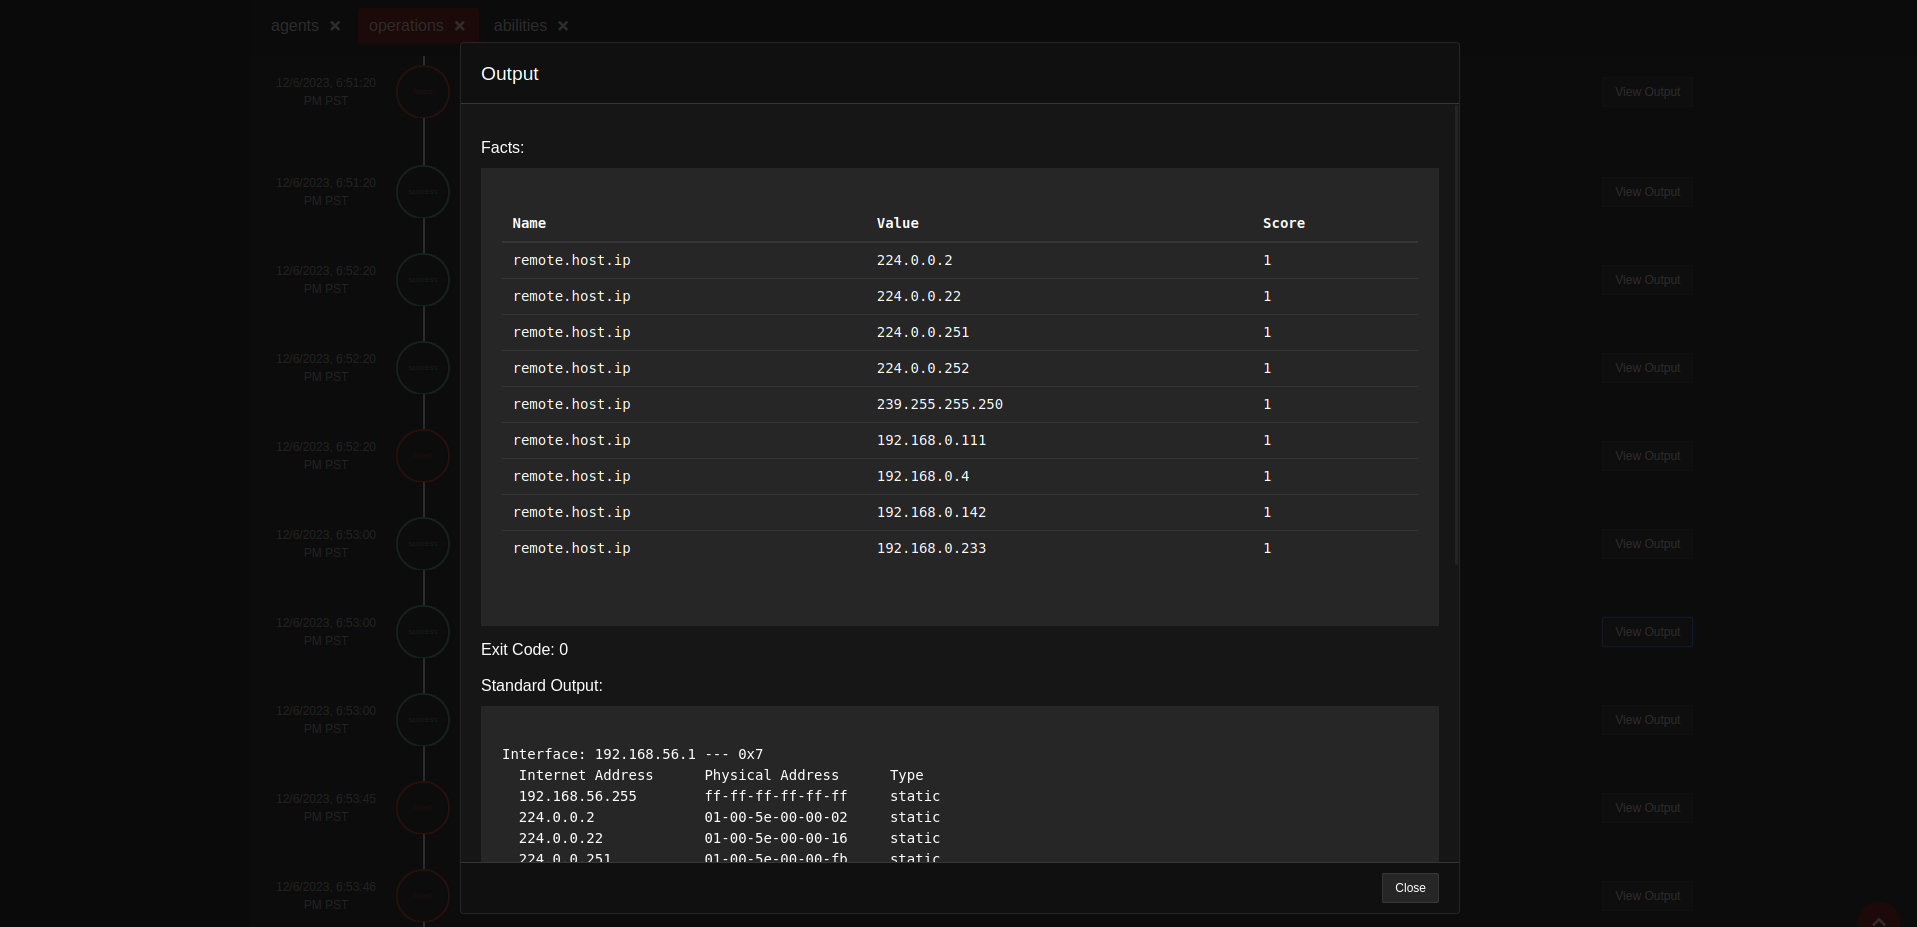 agents ✖ operations ✖ abilities ✖
Output
Facts:
Name Value Score
remote.host.ip 224.0.0.2 1
remote.host.ip 224.0.0.22 1
remote.host.ip 224.0.0.251 1
remote.host.ip 224.0.0.252 1
remote.host.ip 239.255.255.250 1
remote.host.ip 192.168.0.111 1
remote.host.ip 192.168.0.4 1
remote.host.ip 192.168.0.142 1
remote.host.ip 192.168.0.233 1
Exit Code: 0
Standard Output:
Interface: 192.168.56.1 --- 0x7
Internet Address Physical Address Type
192.168.56.255 ff-ff-ff-ff-ff-ff static
224.0.0.2 01-00-5e-00-00-02 static
224.0.0.22 01-00-5e-00-00-16 static
224.0.0.251 01-00-5e-00-00-fb static
Close
12/6/2023, 6:51:20
PM PST
View Output
12/6/2023, 6:51:20
PM PST
View Output
12/6/2023, 6:52:20
PM PST
View Output
12/6/2023, 6:52:20
PM PST
View Output
12/6/2023, 6:52:20
PM PST
View Output
12/6/2023, 6:53:00
PM PST
View Output
12/6/2023, 6:53:00
PM PST
View Output
12/6/2023, 6:53:00
PM PST
View Output
12/6/2023, 6:53:45
PM PST
View Output
12/6/2023, 6:53:46
PM PST
View Output